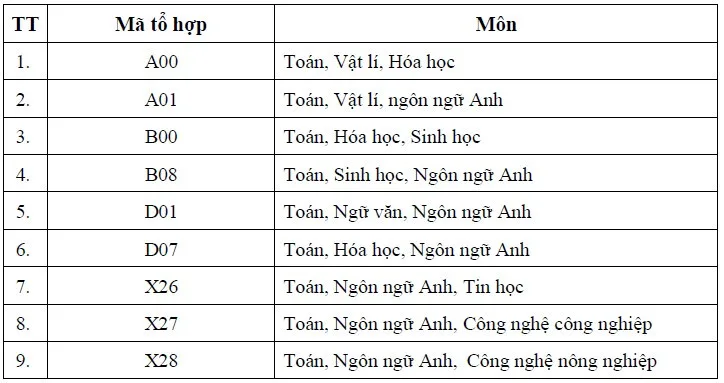 TT Mã tổ hợp Môn
1. A00 Toán, Vật lí, Hóa học
2. A01 Toán, Vật lí, ngôn ngữ Anh
3. B00 Toán, Hóa học, Sinh học
4. B08 Toán, Sinh học, Ngôn ngữ Anh
5. D01 Toán, Ngữ văn, Ngôn ngữ Anh
6. D07 Toán, Hóa học, Ngôn ngữ Anh
7. X26 Toán, Ngôn ngữ Anh, Tin học
8. X27 Toán, Ngôn ngữ Anh, Công nghệ công nghiệp
9. X28 Toán, Ngôn ngữ Anh, Công nghệ nông nghiệp